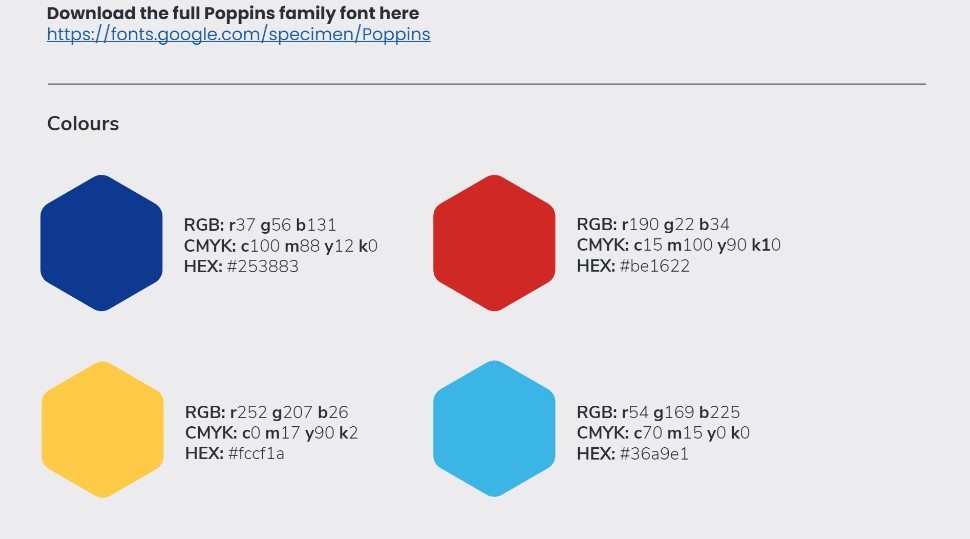 Download the full Poppins family font here
https://fonts.google.com/specimen/Poppins
Colours
RGB: r37 g56 b131
CMYK: c100 m88 y12 k0
HEX: #253883
RGB: r190 g22 b34
CMYK: c15 m100 y90 k10
HEX: #be1622
RGB: r252 g207 b26
CMYK: c0 m17 y90 k2
HEX: #fccf1a
RGB: r54 g169 b225
CMYK: c70 m15 y0 k0
HEX: #36a9e1